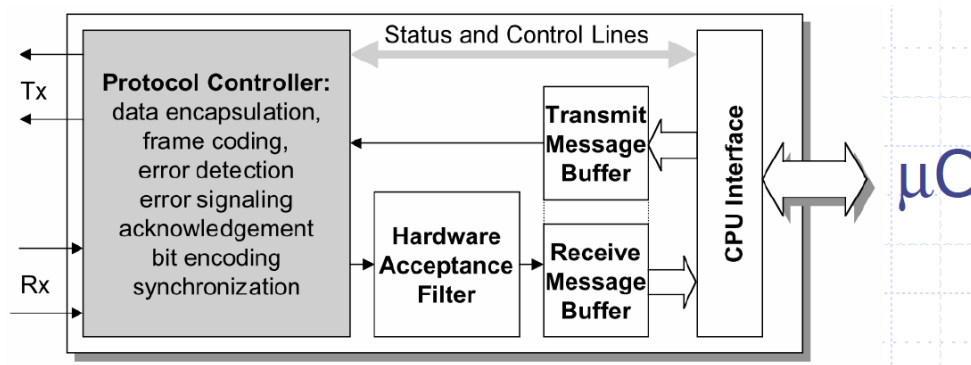 Status and Control Lines
Tx
Rx
Protocol Controller:
data encapsulation,
frame coding,
error detection
error signaling
acknowledgement
bit encoding
synchronization
Hardware
Acceptance
Filter
Transmit
Message
Buffer
Receive
Message
Buffer
CPU Interface
μC